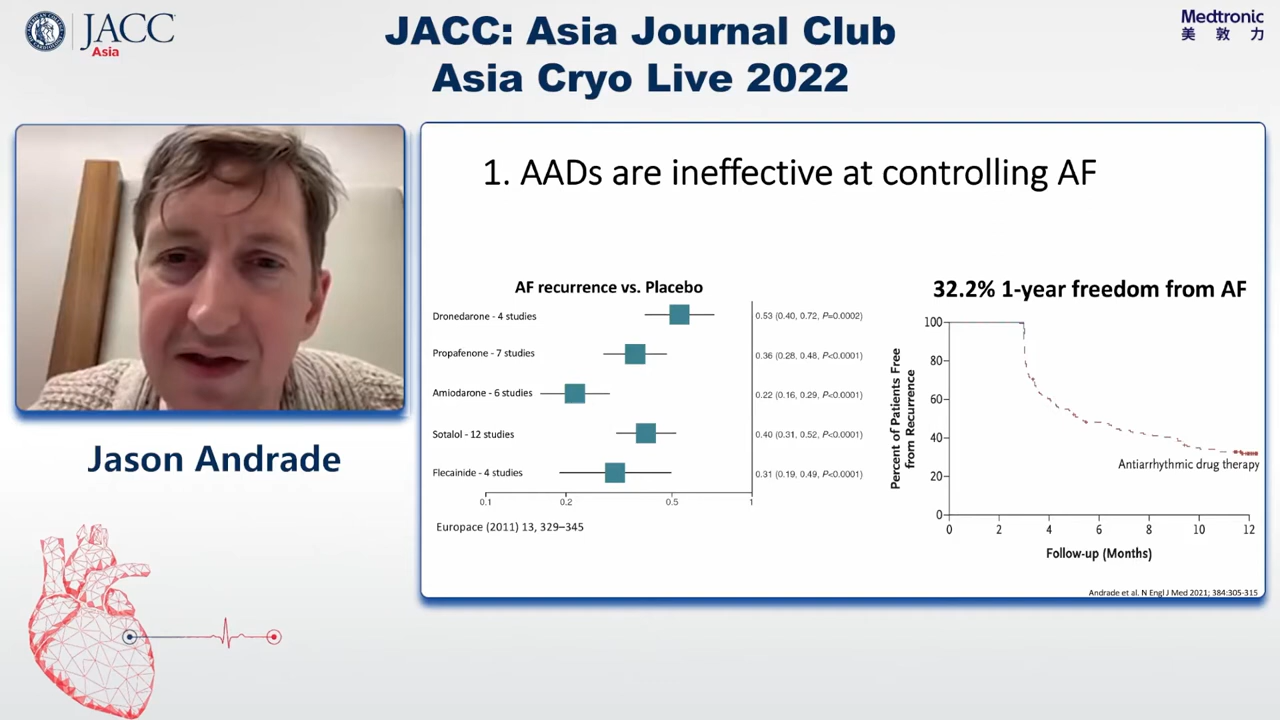 JACC
Asia
JACC: Asia Journal Club
Asia Cryo Live 2022
Medtronic
美敦力
Jason Andrade
1. AADs are ineffective at controlling AF
AF recurrence vs. Placebo
Dronedarone - 4 studies
0.53 (0.40, 0.72, P=0.0002)
Propafenone - 7 studies
0.36 (0.28, 0.48, P<0.0001)
Amiodarone - 6 studies
0.22 (0.16, 0.29, P<0.0001)
Sotalol - 12 studies
0.40 (0.31, 0.52, P<0.0001)
Flecainide - 4 studies
0.31 (0.19, 0.49, P<0.0001)
0.1 0.2 0.5 1
Europace (2011) 13, 329–345
32.2% 1-year freedom from AF
Percent of Patients Free
from Recurrence
100
80
60
40
20
0
Antiarrhythmic drug therapy
0 2 4 6 8 10 12
Follow-up (Months)
Andrade et al. N Engl J Med 2021; 384:305-315